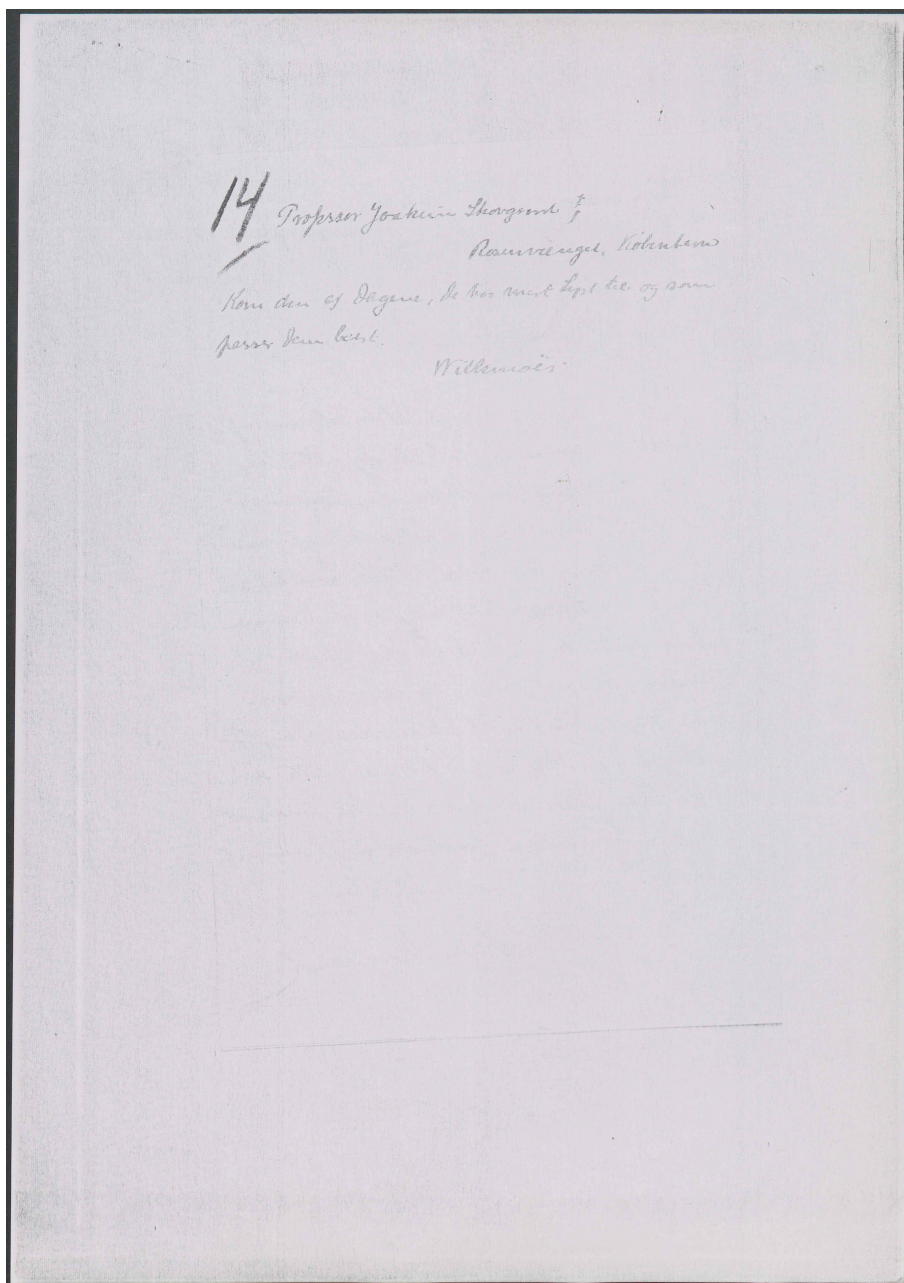 14 Professor Joakim Skovgaard
Rosenvænget, København
Kom den af Dagene, De har mest Lyst til og som
passer Dem bedst.
Willemoës.